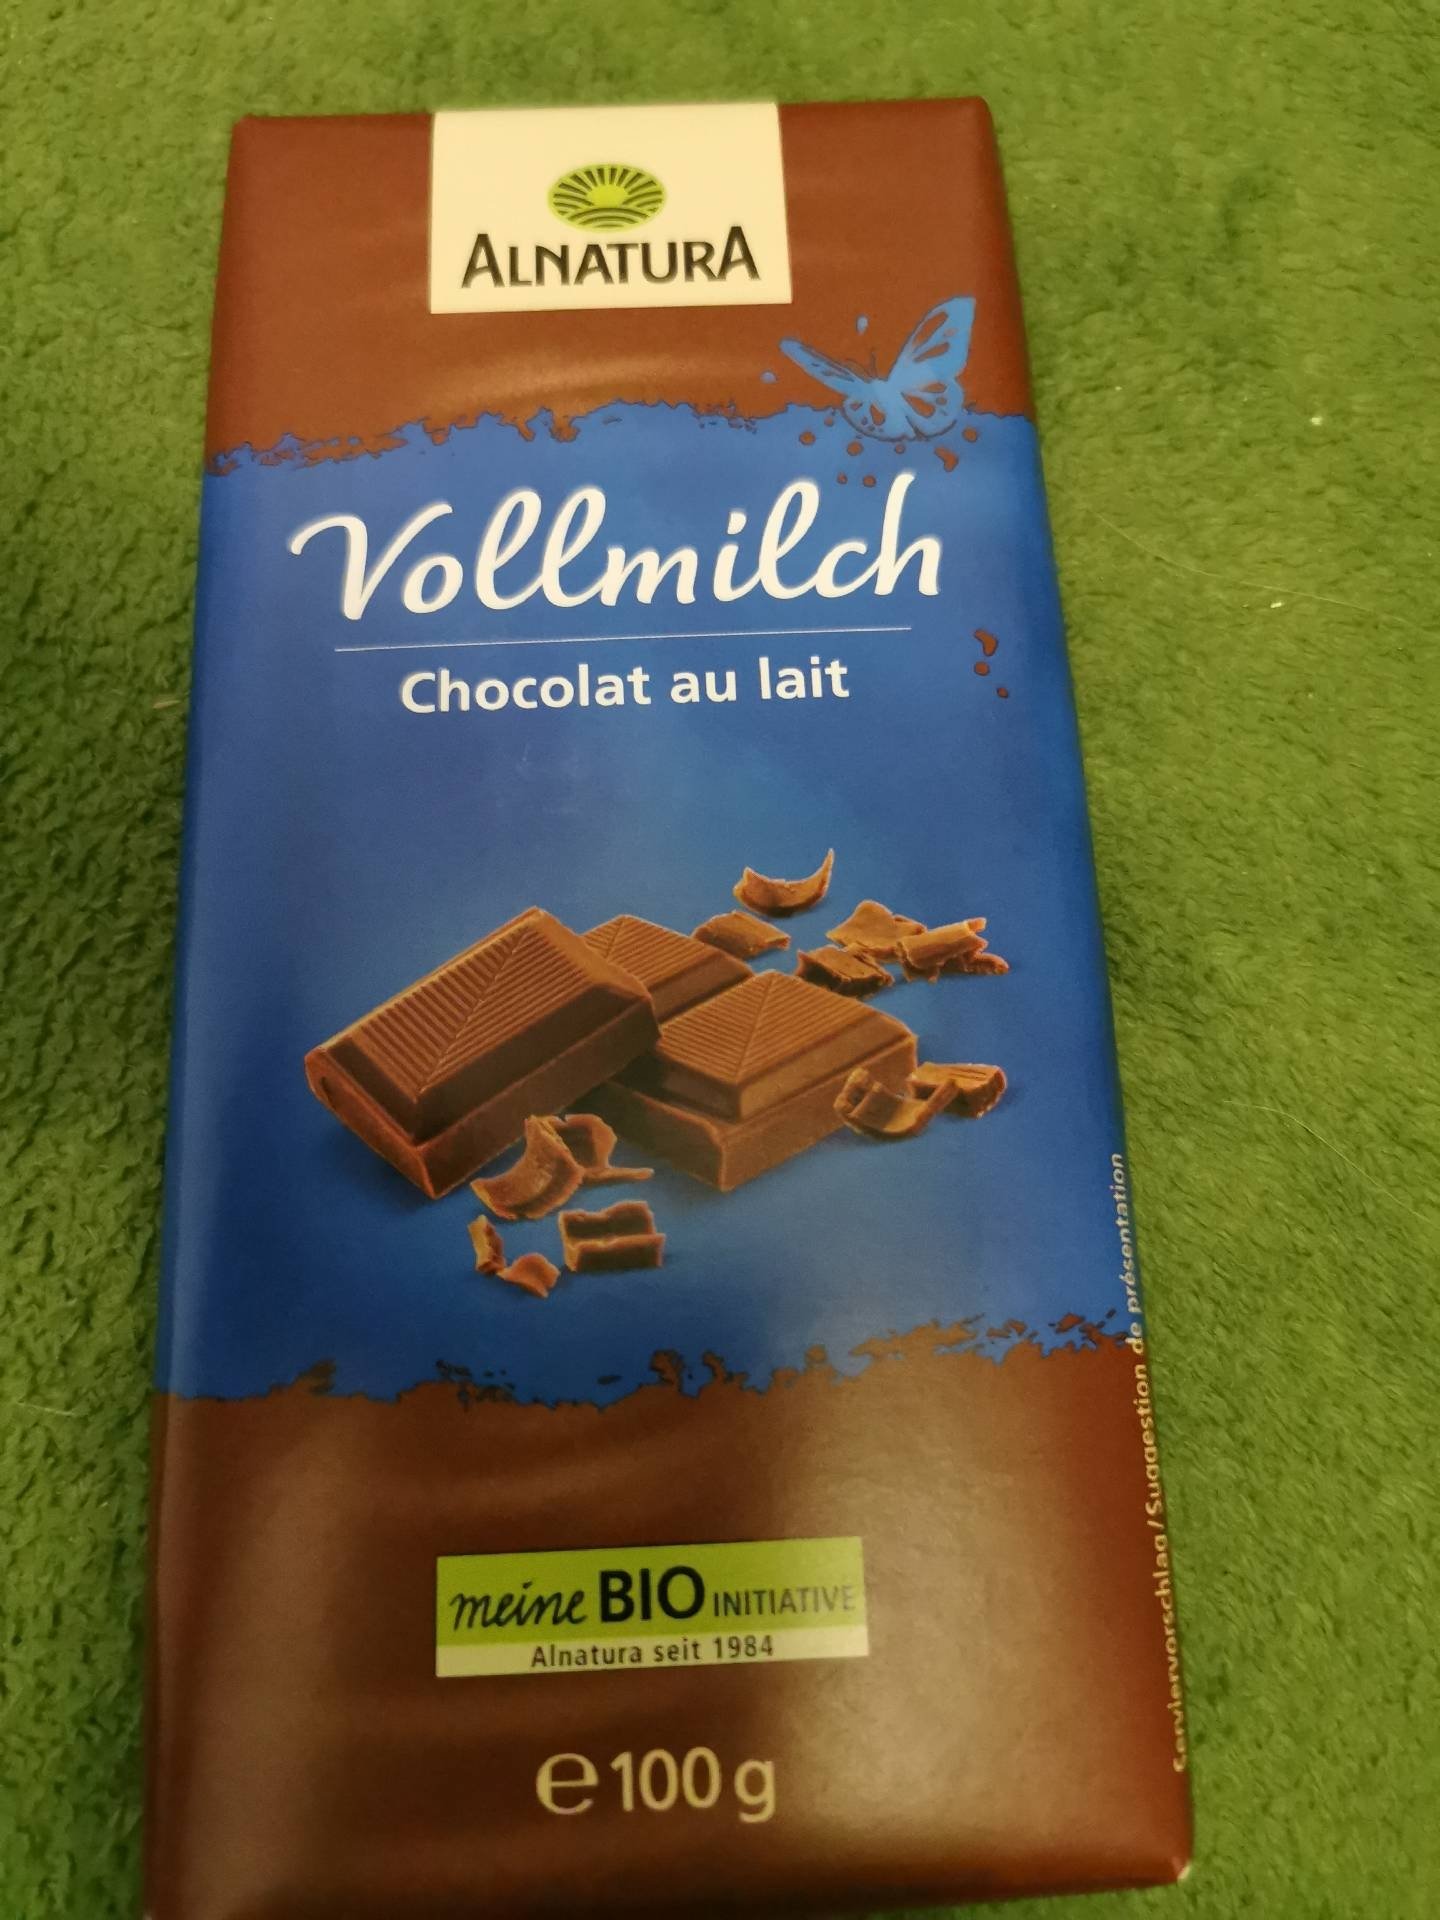 ALNATURA
Vollmilch
Chocolat au lait
meine BIO INITIATIVE
Alnatura seit 1984
℮ 100 g
Serviervorschlag / Suggestion de présentation